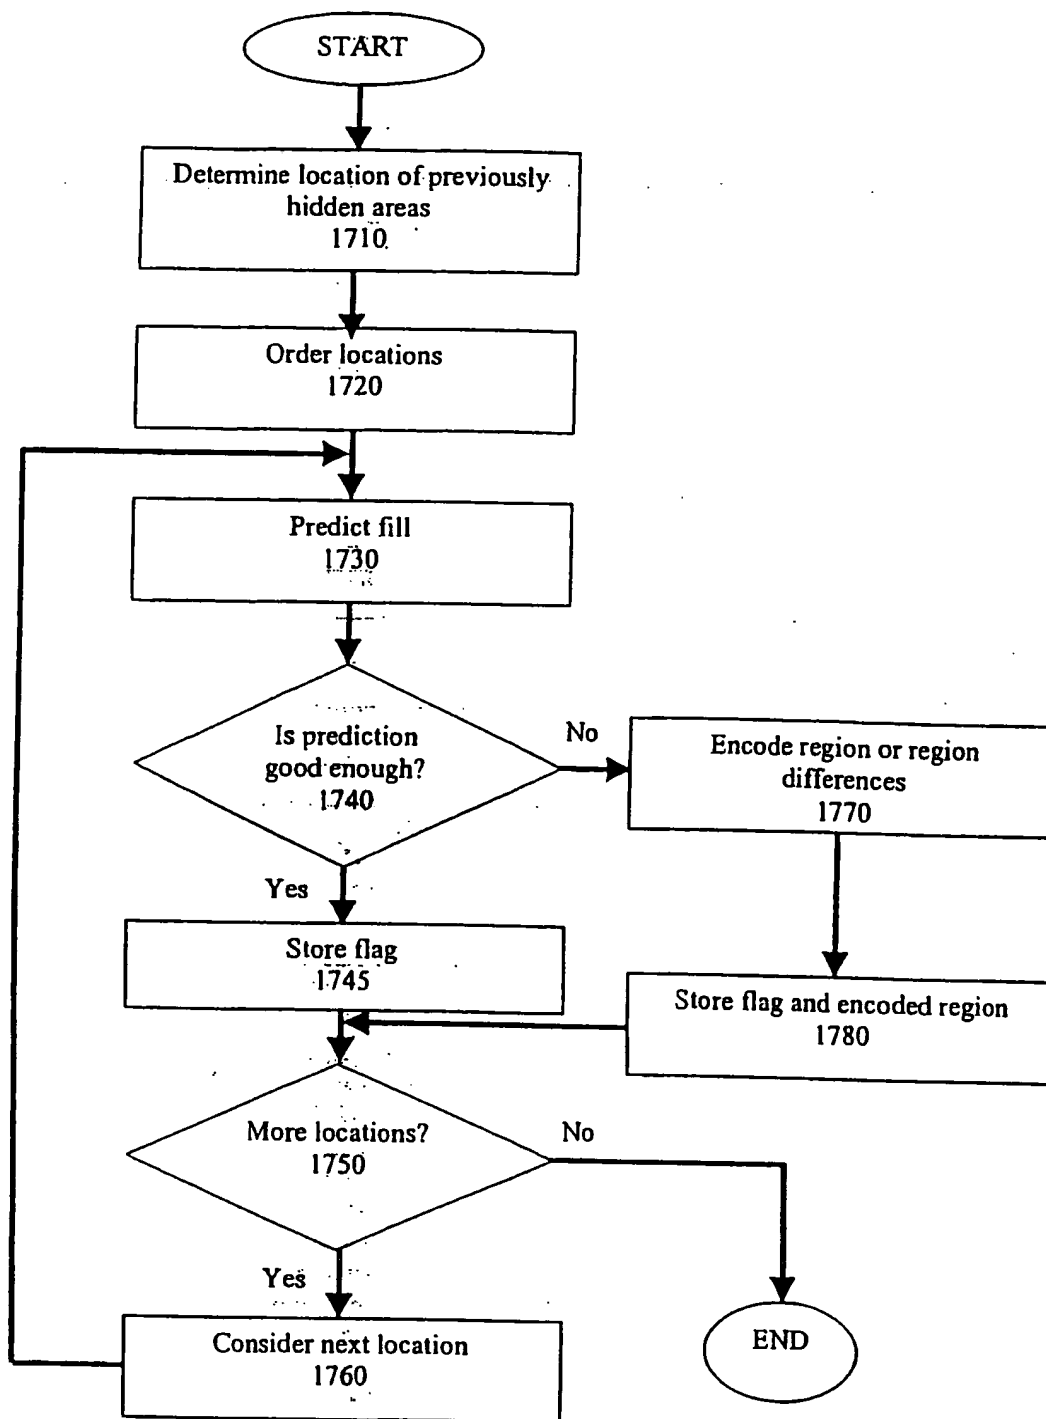 START
Determine location of previously
hidden areas
1710
Order locations
1720
Predict fill
1730
Is prediction
good enough?
1740
No
Encode region or region
differences
1770
Yes
Store flag
1745
Store flag and encoded region
1780
More locations?
1750
No
Yes
Consider next location
1760
END